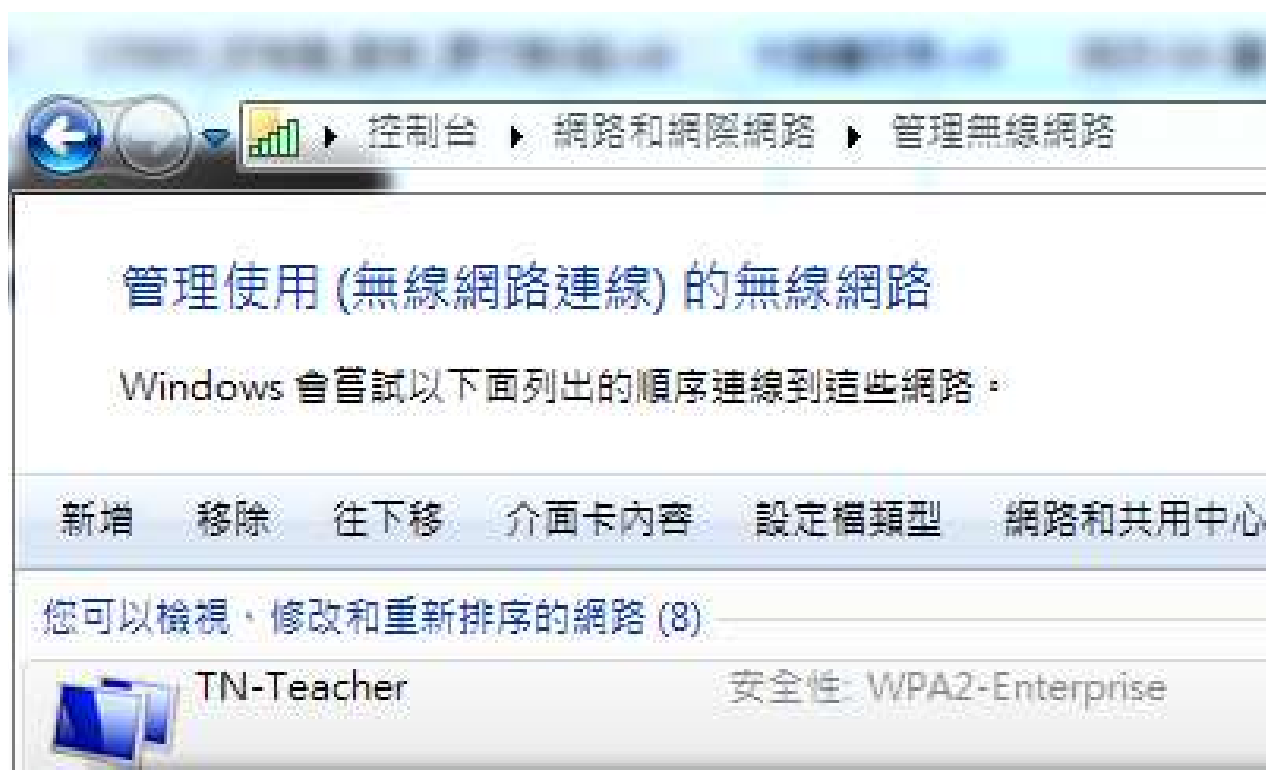 控制台 ▸ 網路和網際網路 ▸ 管理無線網路
管理使用 (無線網路連線) 的無線網路
Windows 會嘗試以下面列出的順序連線到這些網路。
新增 移除 往下移 介面卡內容 設定檔類型 網路和共用中心
您可以檢視、修改和重新排序的網路 (8)
TN-Teacher 安全性: WPA2-Enterprise